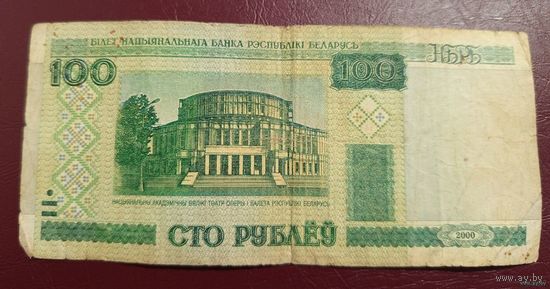 БІЛЕТ НАЦЫЯНАЛЬНАГА БАНКА РЭСПУБЛІКІ БЕЛАРУСЬ
100 100 НБРБ
НАЦЫЯНАЛЬНЫ АКАДЭМІЧНЫ ВЯЛІКІ ТЭАТР ОПЕРЫ І БАЛЕТА РЭСПУБЛІКІ БЕЛАРУСЬ
СТО РУБЛЁЎ 2000
www.ay.by